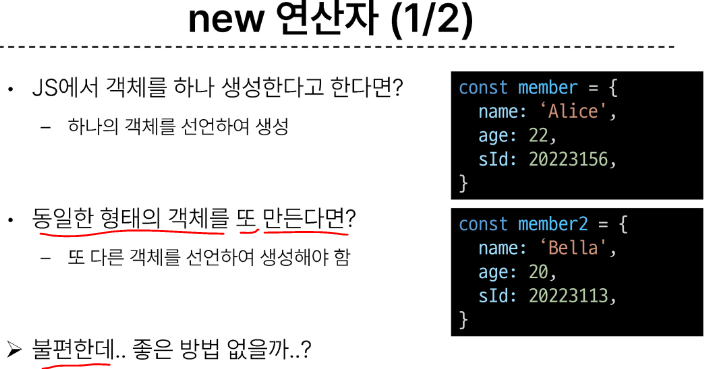 new 연산자 (1/2)
• JS에서 객체를 하나 생성한다고 한다면?
– 하나의 객체를 선언하여 생성
const member = {
name: ‘Alice',
age: 22,
sId: 20223156,
}
• 동일한 형태의 객체를 또 만든다면?
– 또 다른 객체를 선언하여 생성해야 함
const member2 = {
name: ‘Bella',
age: 20,
sId: 20223113,
}
➢ 불편한데.. 좋은 방법 없을까..?